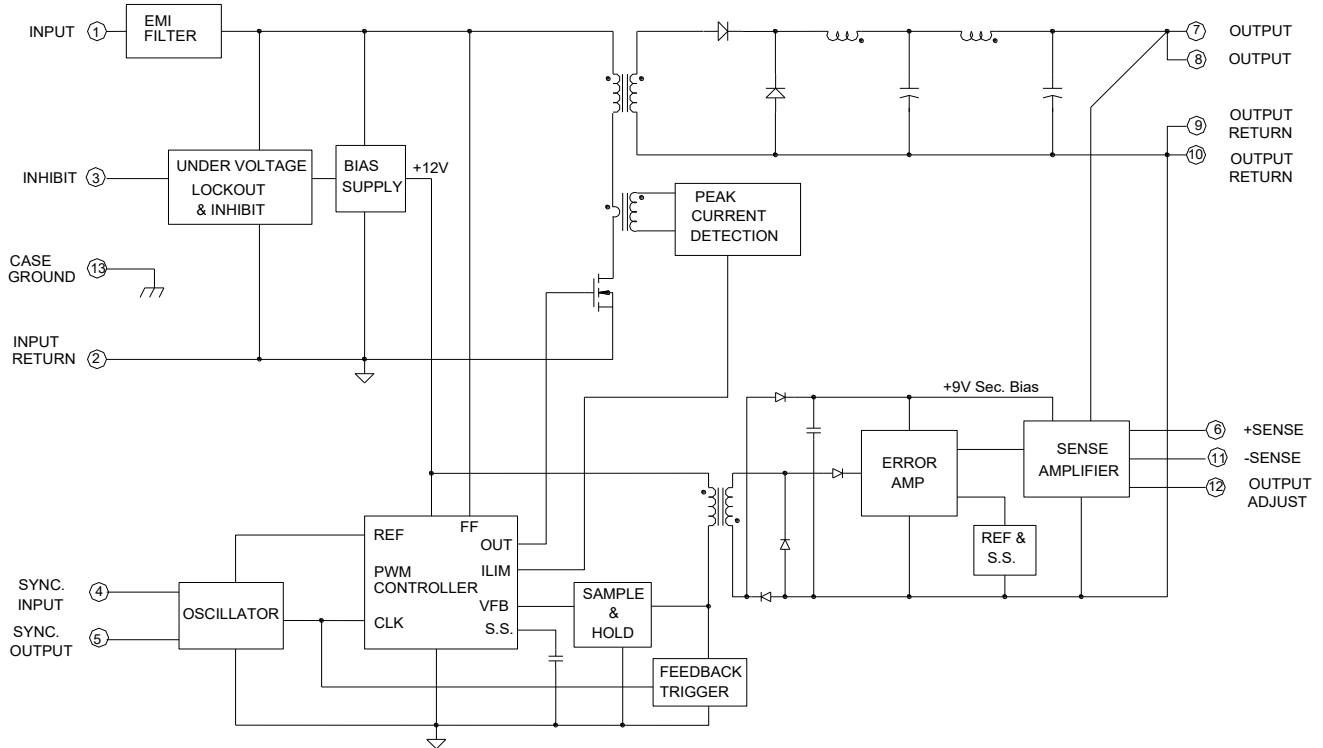 INPUT
1
EMI
FILTER
7
OUTPUT
8
OUTPUT
9
OUTPUT
RETURN
10
OUTPUT
RETURN
INHIBIT
3
UNDER VOLTAGE
LOCKOUT
& INHIBIT
BIAS
SUPPLY
+12V
PEAK
CURRENT
DETECTION
CASE
GROUND
13
INPUT
RETURN
2
+9V Sec. Bias
ERROR
AMP
SENSE
AMPLIFIER
6
+SENSE
11
-SENSE
12
OUTPUT
ADJUST
REF &
S.S.
REF
FF
OUT
PWM
CONTROLLER
ILIM
VFB
CLK
S.S.
SYNC.
INPUT
4
SYNC.
OUTPUT
5
OSCILLATOR
SAMPLE
&
HOLD
FEEDBACK
TRIGGER